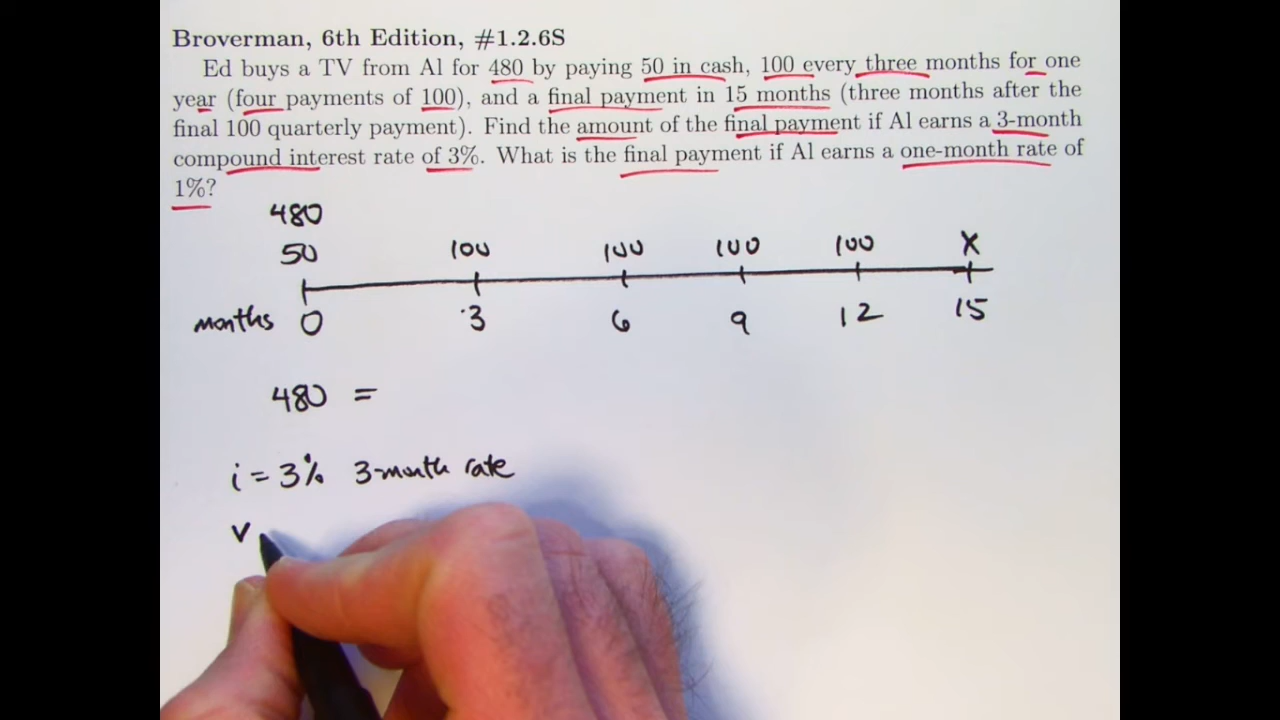 Broverman, 6th Edition, #1.2.6S
Ed buys a TV from Al for 480 by paying 50 in cash, 100 every three months for one
year (four payments of 100), and a final payment in 15 months (three months after the
final 100 quarterly payment). Find the amount of the final payment if Al earns a 3-month
compound interest rate of 3%. What is the final payment if Al earns a one-month rate of
1%?
480
50 100 100 100 100 X
months 0 3 6 9 12 15
480 =
i = 3% 3-month rate
v